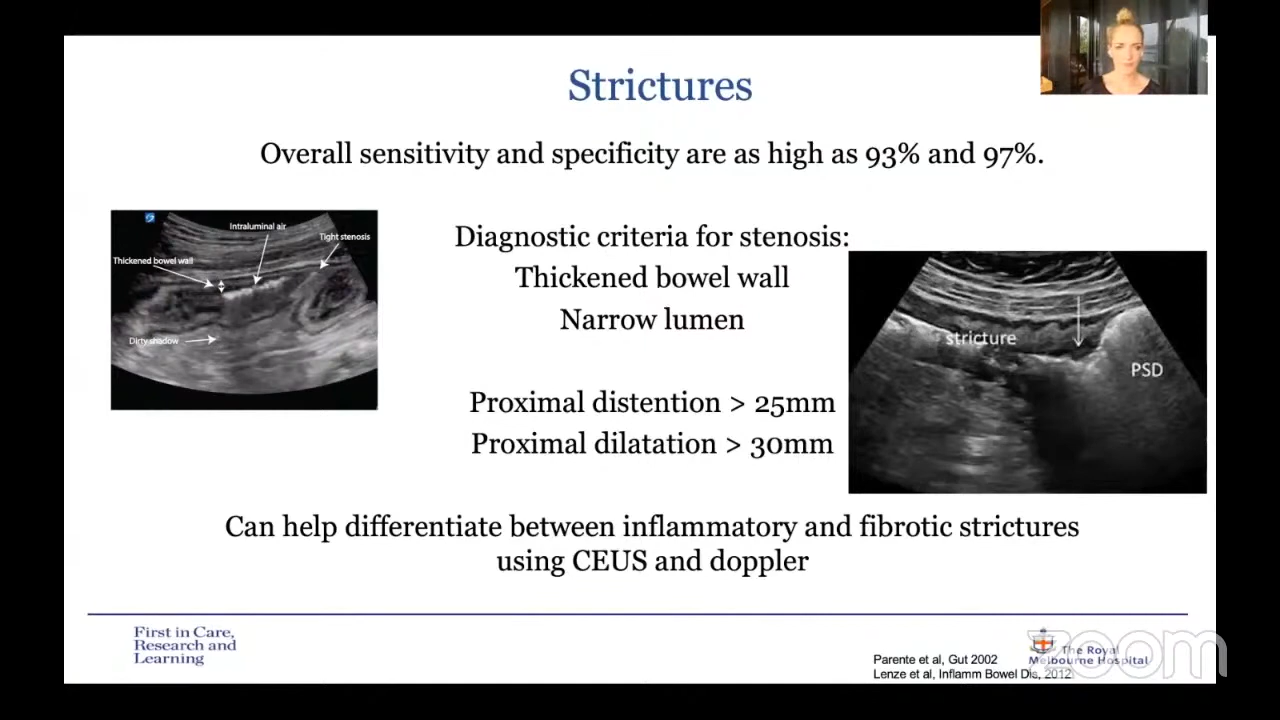 Strictures
Overall sensitivity and specificity are as high as 93% and 97%.
Intraluminal air
Tight stenosis
Thickened bowel wall
Dirty shadow
Diagnostic criteria for stenosis:
Thickened bowel wall
Narrow lumen
stricture
PSD
Proximal distention > 25mm
Proximal dilatation > 30mm
Can help differentiate between inflammatory and fibrotic strictures
using CEUS and doppler
First in Care,
Research and
Learning
Parente et al, Gut 2002
Lenze et al, Inflamm Bowel Dis, 2012
The Royal
Melbourne Hospital
zoom